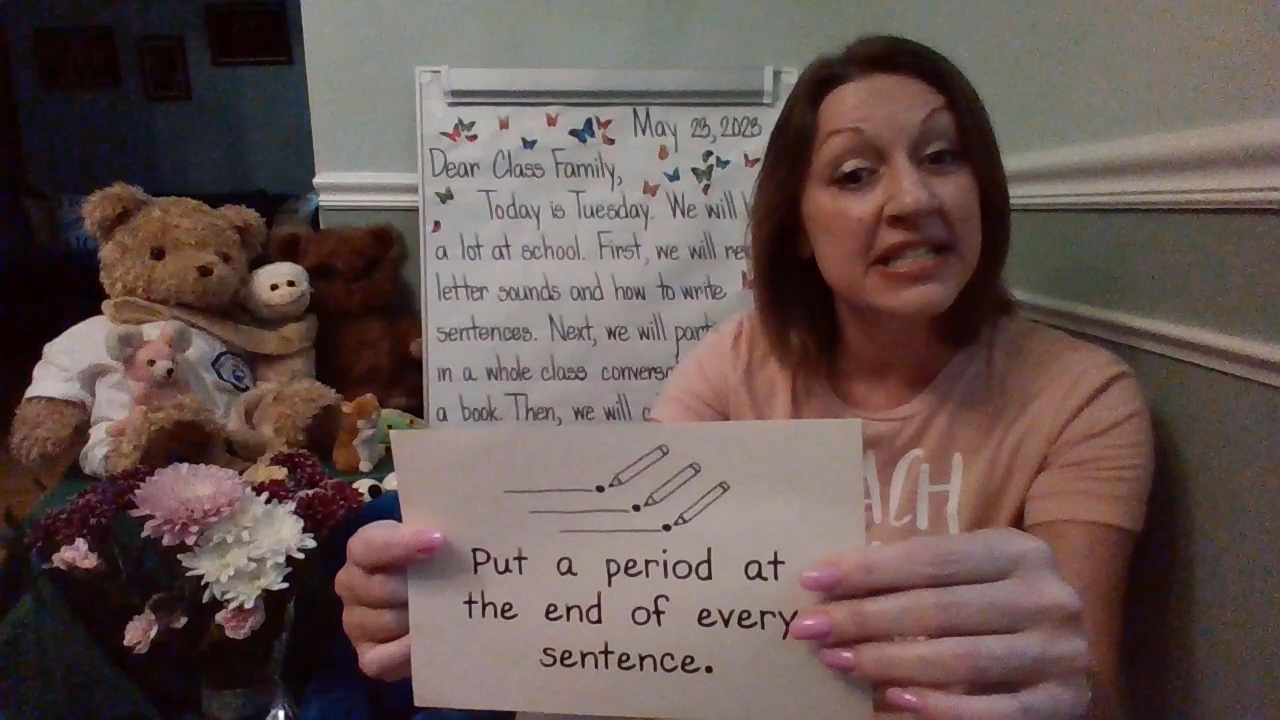 May 23, 2023
Dear Class Family,
Today is Tuesday. We will
a lot at school. First, we will
letter sounds and how to write
sentences. Next, we will
in a whole class
a book. Then, we will
ACH
Put a period at
the end of every
sentence.